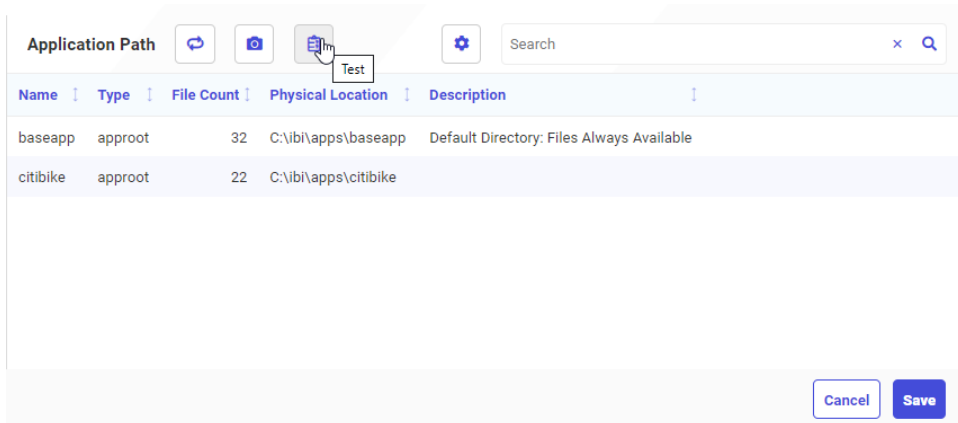 Application Path Search
Test
Name Type File Count Physical Location Description
baseapp approot 32 C:\ibi\apps\baseapp Default Directory: Files Always Available
citibike approot 22 C:\ibi\apps\citibike
Cancel Save